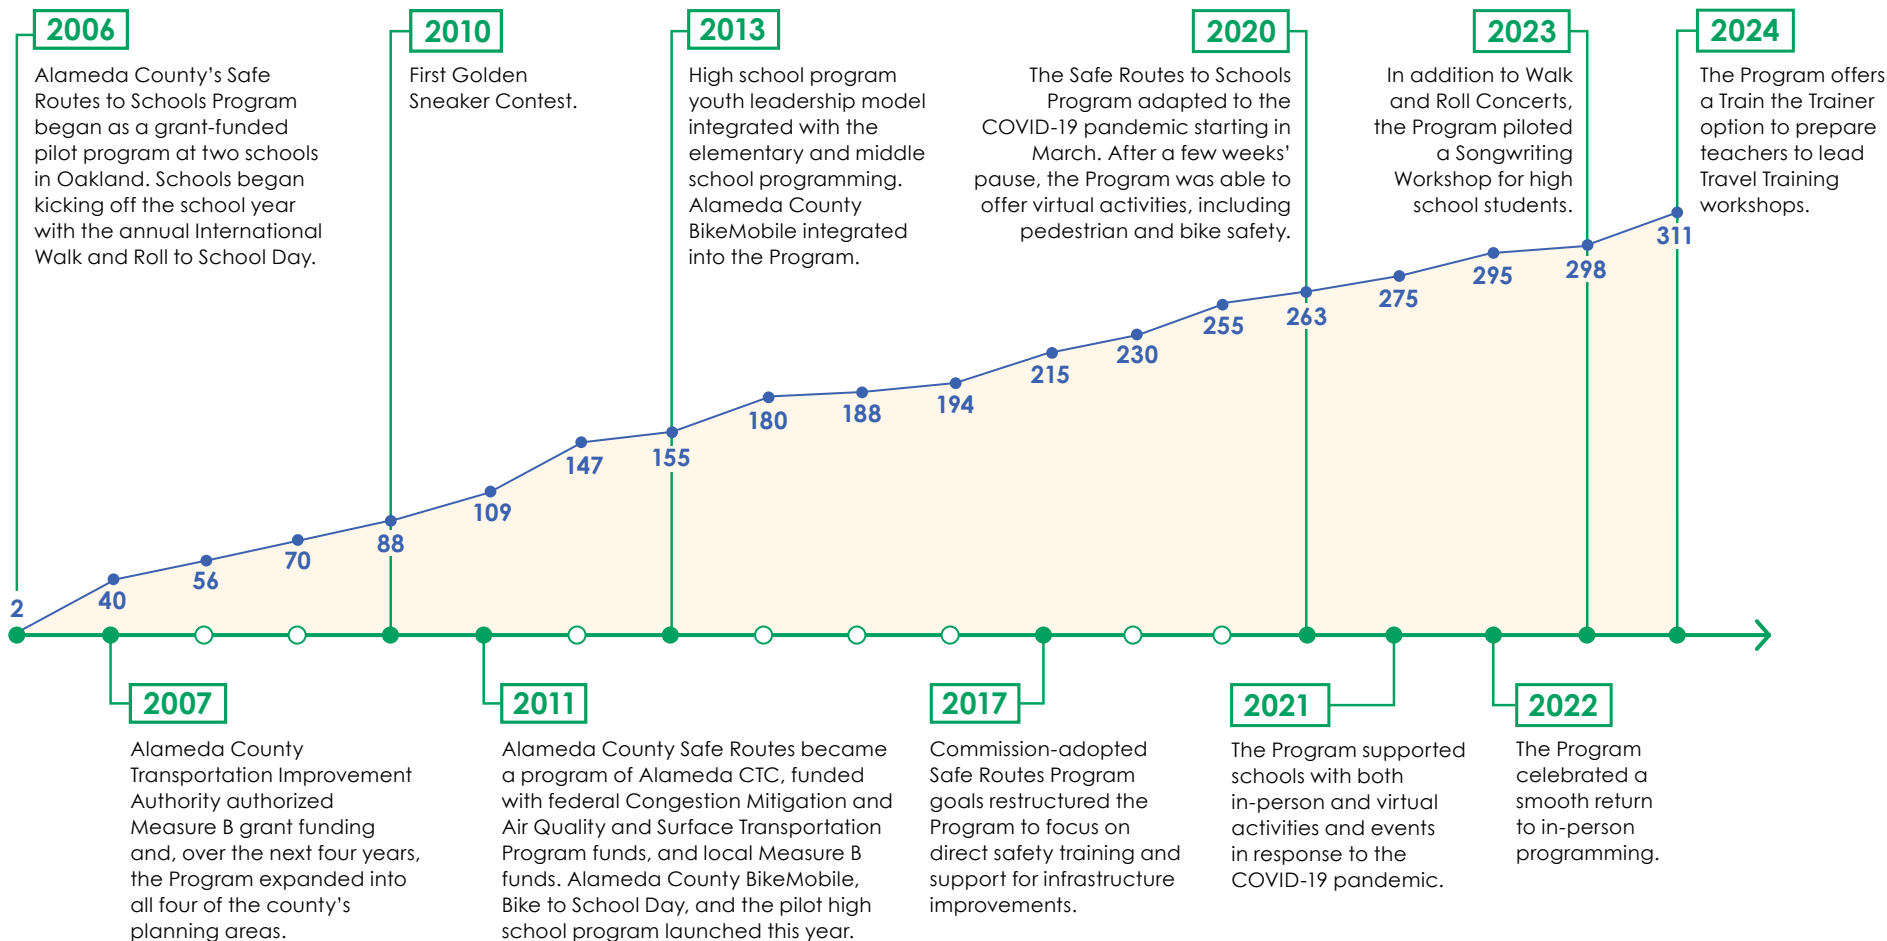 2006
Alameda County’s Safe
Routes to Schools Program
began as a grant-funded
pilot program at two schools
in Oakland. Schools began
kicking off the school year
with the annual International
Walk and Roll to School Day.
2010
First Golden
Sneaker Contest.
2013
High school program
youth leadership model
integrated with the
elementary and middle
school programming.
Alameda County
BikeMobile integrated
into the Program.
2020
The Safe Routes to Schools
Program adapted to the
COVID-19 pandemic starting in
March. After a few weeks’
pause, the Program was able to
offer virtual activities, including
pedestrian and bike safety.
2023
In addition to Walk
and Roll Concerts,
the Program piloted
a Songwriting
Workshop for high
school students.
2024
The Program offers
a Train the Trainer
option to prepare
teachers to lead
Travel Training
workshops.
2
40
56
70
88
109
147
155
180
188
194
215
230
255
263
275
295
298
311
2007
Alameda County
Transportation Improvement
Authority authorized
Measure B grant funding
and, over the next four years,
the Program expanded into
all four of the county’s
planning areas.
2011
Alameda County Safe Routes became
a program of Alameda CTC, funded
with federal Congestion Mitigation and
Air Quality and Surface Transportation
Program funds, and local Measure B
funds. Alameda County BikeMobile,
Bike to School Day, and the pilot high
school program launched this year.
2017
Commission-adopted
Safe Routes Program
goals restructured the
Program to focus on
direct safety training and
support for infrastructure
improvements.
2021
The Program supported
schools with both
in-person and virtual
activities and events
in response to the
COVID-19 pandemic.
2022
The Program
celebrated a
smooth return
to in-person
programming.